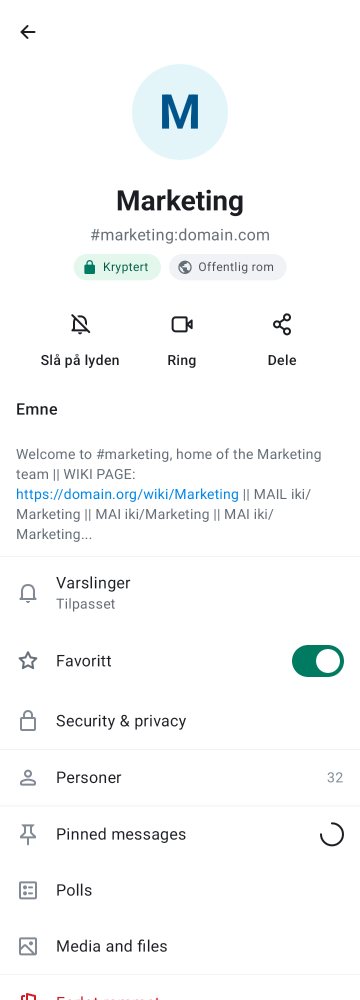 M
Marketing
#marketing:domain.com
Kryptert Offentlig rom
Slå på lyden Ring Dele
Emne
Welcome to #marketing, home of the Marketing
team || WIKI PAGE:
https://domain.org/wiki/Marketing || MAIL iki/
Marketing || MAI iki/Marketing || MAI iki/
Marketing...
Varslinger
Tilpasset
Favoritt
Security & privacy
Personer 32
Pinned messages
Polls
Media and files